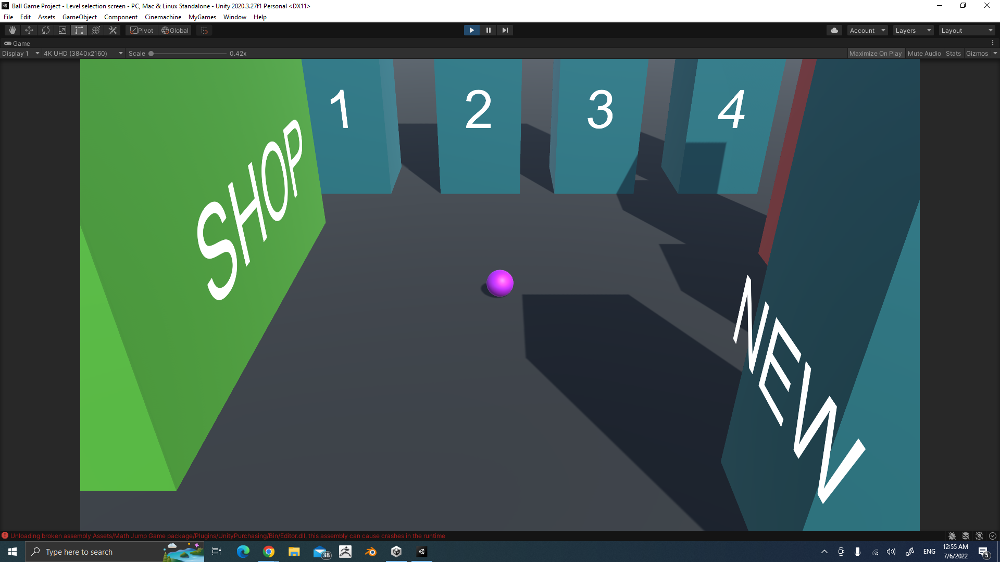 Ball Game Project - Level selection screen - PC, Mac & Linux Standalone - Unity 2020.3.27f1 Personal <DX11>
File Edit Assets GameObject Component Cinemachine MyGames Window Help
Pivot Global Account Layers Layout
Game
Display 1 4K UHD (3840x2160) Scale 0.42x Maximize On Play Mute Audio Stats Gizmos
1 2 3 4
SHOP
NEW
Unloading broken assembly Assets/Math Jump Game package/Plugins/UnityPurchasing/Bin/Editor.dll, this assembly can cause crashes in the runtime
Type here to search
38
ENG
12:55 AM
7/6/2022
5